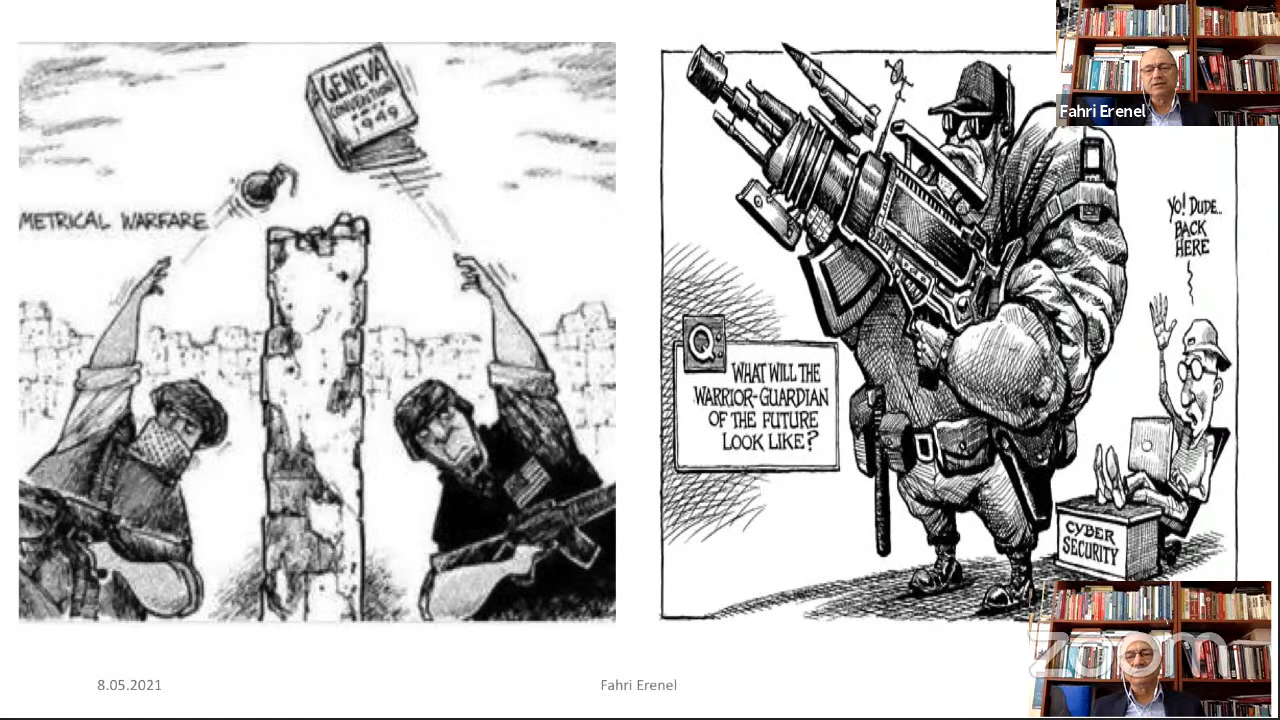 GENEVA
CONVENTIONS
1949
METRICAL WARFARE
Q
WHAT WILL THE
WARRIOR-GUARDIAN
OF THE FUTURE
LOOK LIKE?
YO! DUDE..
BACK
HERE
CYBER
SECURITY
Fahri Erenel
8.05.2021
Fahri Erenel
zoom